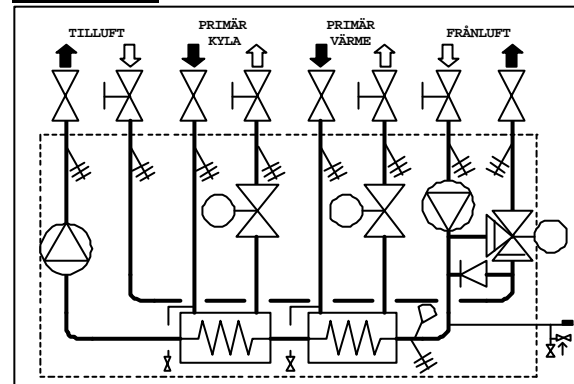 TILLUFT
PRIMÄR
KYLA
PRIMÄR
VÄRME
FRÅNLUFT